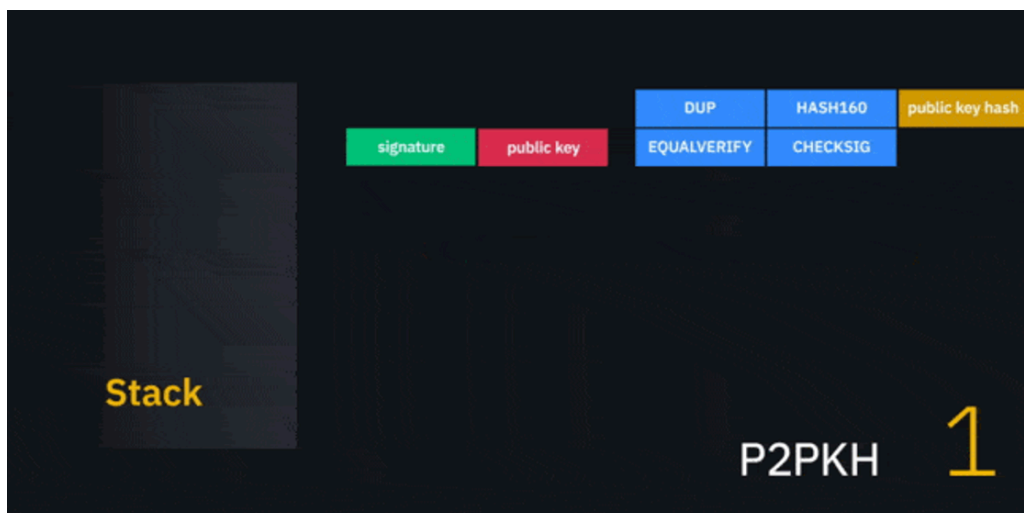 DUP HASH160 public key hash
signature public key EQUALVERIFY CHECKSIG
Stack
P2PKH 1